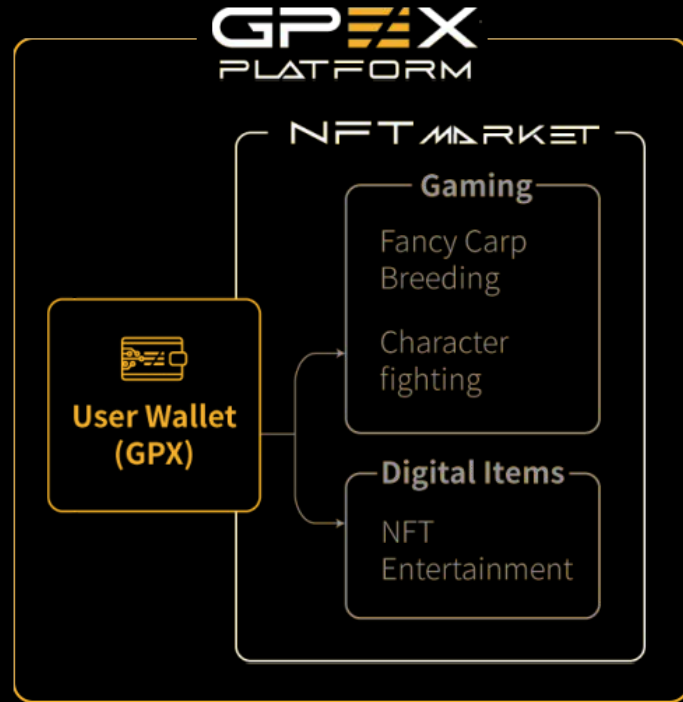 GPEX
PLATFORM
NFT MARKET
Gaming
Fancy Carp
Breeding
Character
fighting
User Wallet
(GPX)
Digital Items
NFT
Entertainment